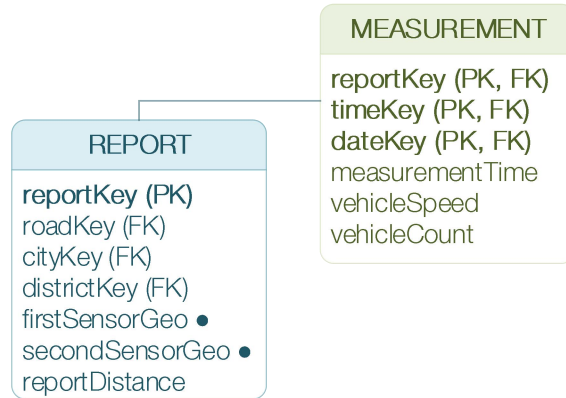 MEASUREMENT
reportKey (PK, FK)
timeKey (PK, FK)
dateKey (PK, FK)
measurementTime
vehicleSpeed
vehicleCount
REPORT
reportKey (PK)
roadKey (FK)
cityKey (FK)
districtKey (FK)
firstSensorGeo ●
secondSensorGeo ●
reportDistance